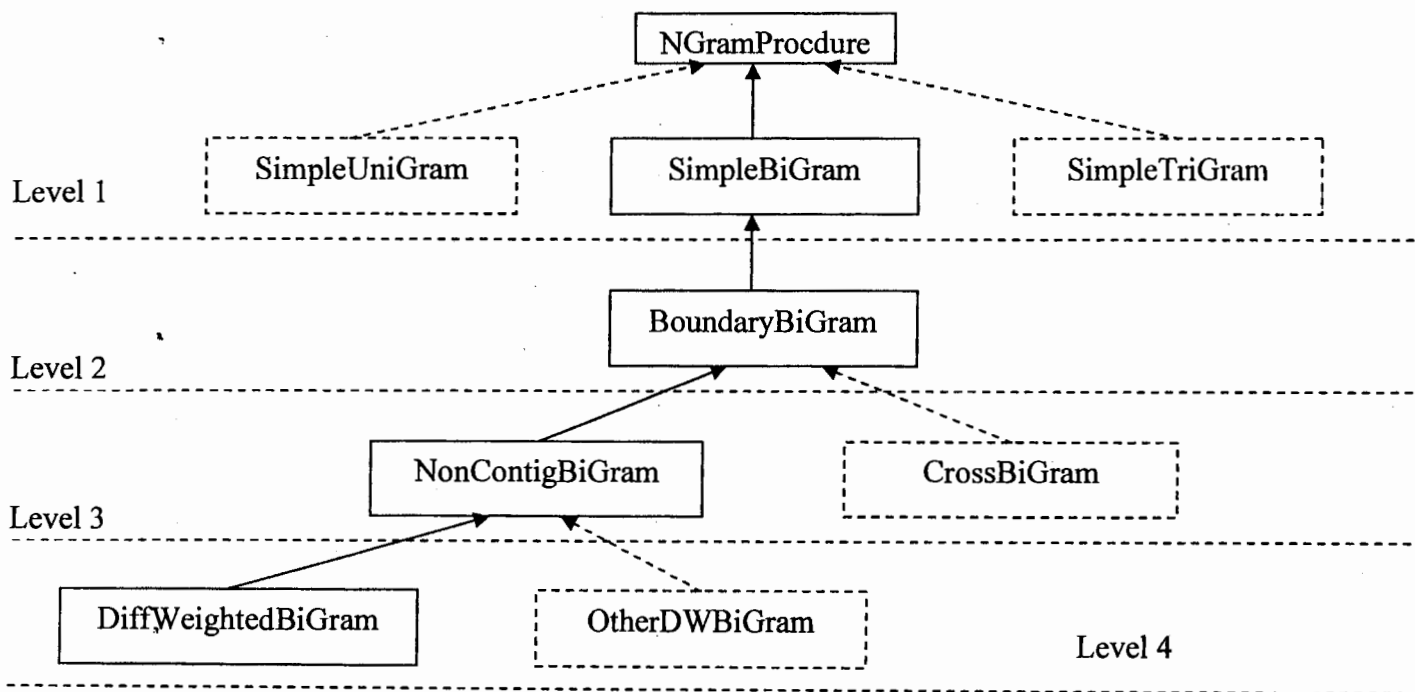 NGramProcdure
SimpleUniGram
SimpleBiGram
SimpleTriGram
Level 1
BoundaryBiGram
Level 2
NonContigBiGram
CrossBiGram
Level 3
DiffWeightedBiGram
OtherDWBiGram
Level 4